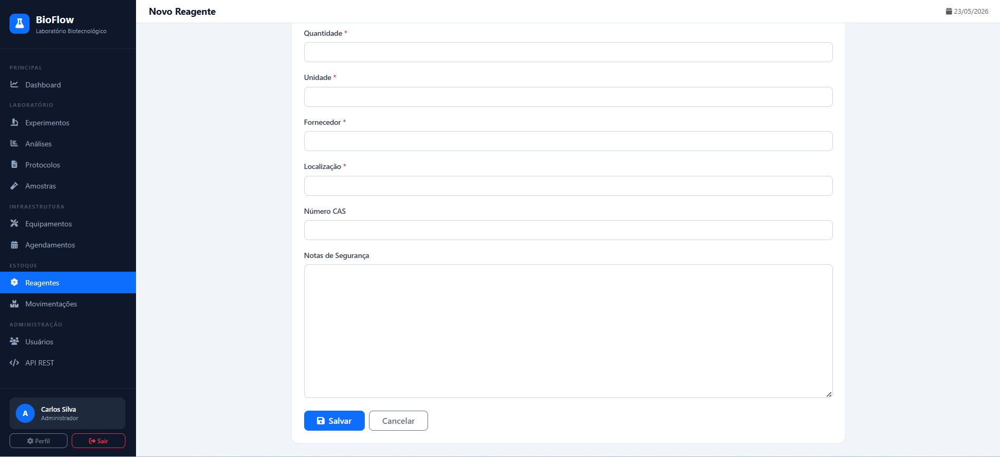 BioFlow
Laboratório Biotecnológico
PRINCIPAL
Dashboard
LABORATÓRIO
Experimentos
Análises
Protocolos
Amostras
INFRAESTRUTURA
Equipamentos
Agendamentos
ESTOQUE
Reagentes
Movimentações
ADMINISTRAÇÃO
Usuários
API REST
A
Carlos Silva
Administrador
Perfil
Sair
Novo Reagente
23/05/2026
Quantidade *
Unidade *
Fornecedor *
Localização *
Número CAS
Notas de Segurança
Salvar
Cancelar